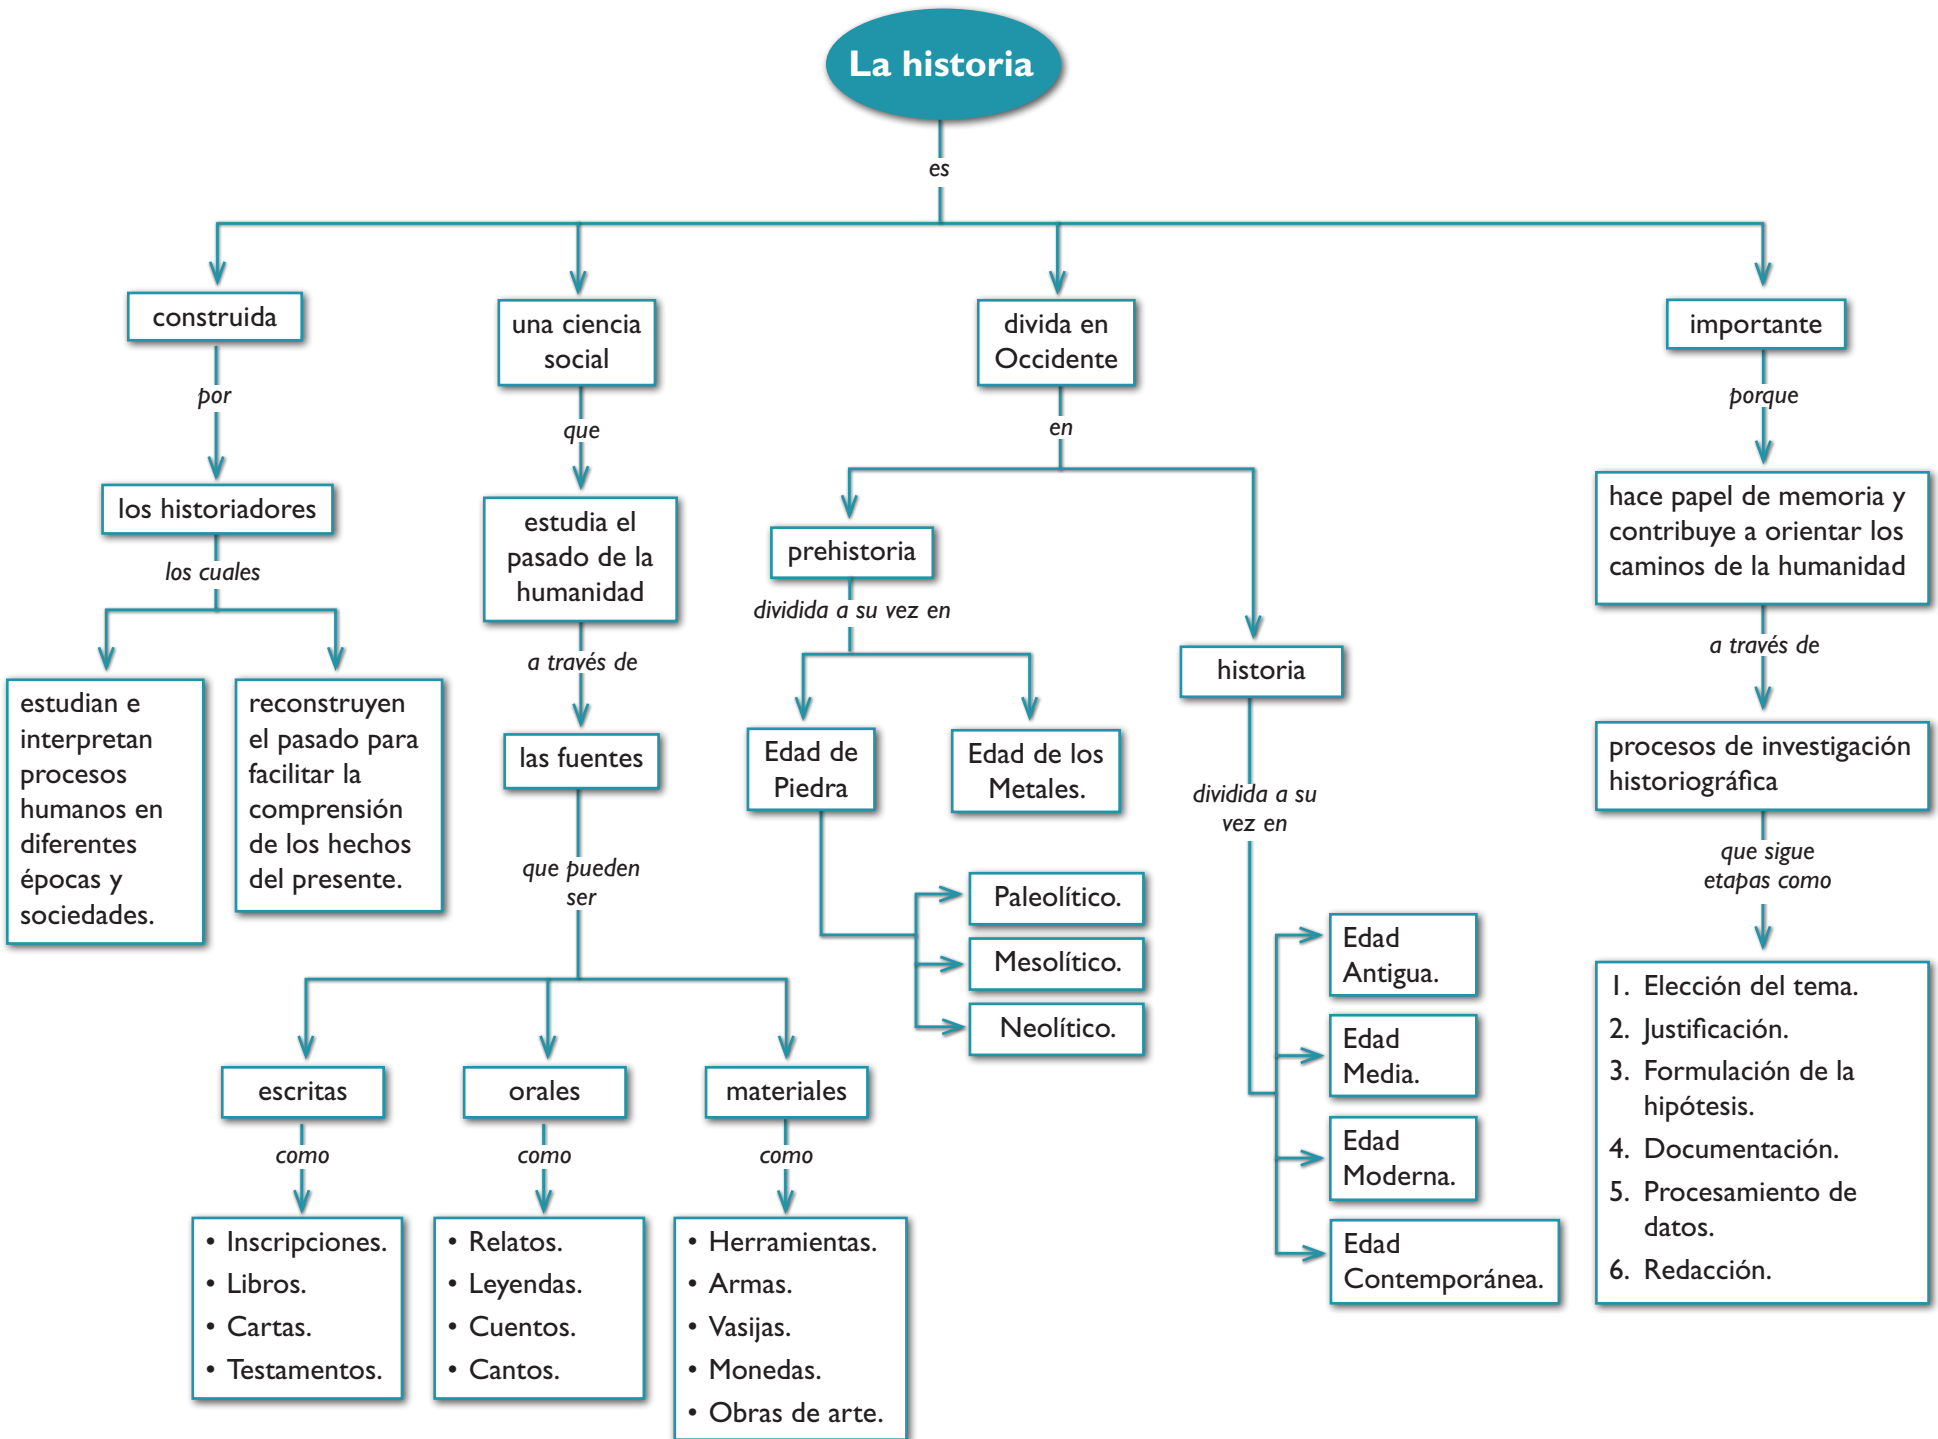 La historia
es
construida
por
los historiadores
los cuales
estudian e
interpretan
procesos
humanos en
diferentes
épocas y
sociedades.
reconstruyen
el pasado para
facilitar la
comprensión
de los hechos
del presente.
una ciencia
social
que
estudia el
pasado de la
humanidad
a través de
las fuentes
que pueden
ser
escritas
como
• Inscripciones.
• Libros.
• Cartas.
• Testamentos.
orales
como
• Relatos.
• Leyendas.
• Cuentos.
• Cantos.
materiales
como
• Herramientas.
• Armas.
• Vasijas.
• Monedas.
• Obras de arte.
divida en
Occidente
en
prehistoria
dividida a su vez en
Edad de
Piedra
Paleolítico.
Mesolítico.
Neolítico.
Edad de los
Metales.
historia
dividida a su
vez en
Edad
Antigua.
Edad
Media.
Edad
Moderna.
Edad
Contemporánea.
importante
porque
hace papel de memoria y
contribuye a orientar los
caminos de la humanidad
a través de
procesos de investigación
historiográfica
que sigue
etapas como
1. Elección del tema.
2. Justificación.
3. Formulación de la
hipótesis.
4. Documentación.
5. Procesamiento de
datos.
6. Redacción.